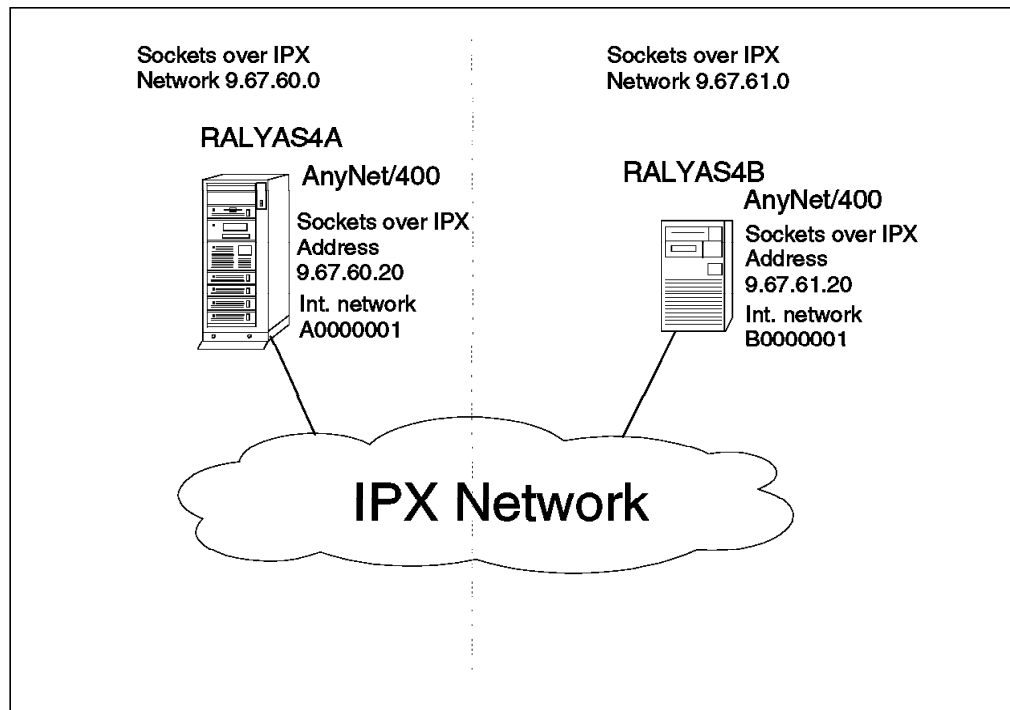 Sockets over IPX
Network 9.67.60.0
Sockets over IPX
Network 9.67.61.0
RALYAS4A
AnyNet/400
Sockets over IPX
Address
9.67.60.20
Int. network
A0000001
RALYAS4B
AnyNet/400
Sockets over IPX
Address
9.67.61.20
Int. network
B0000001
IPX Network